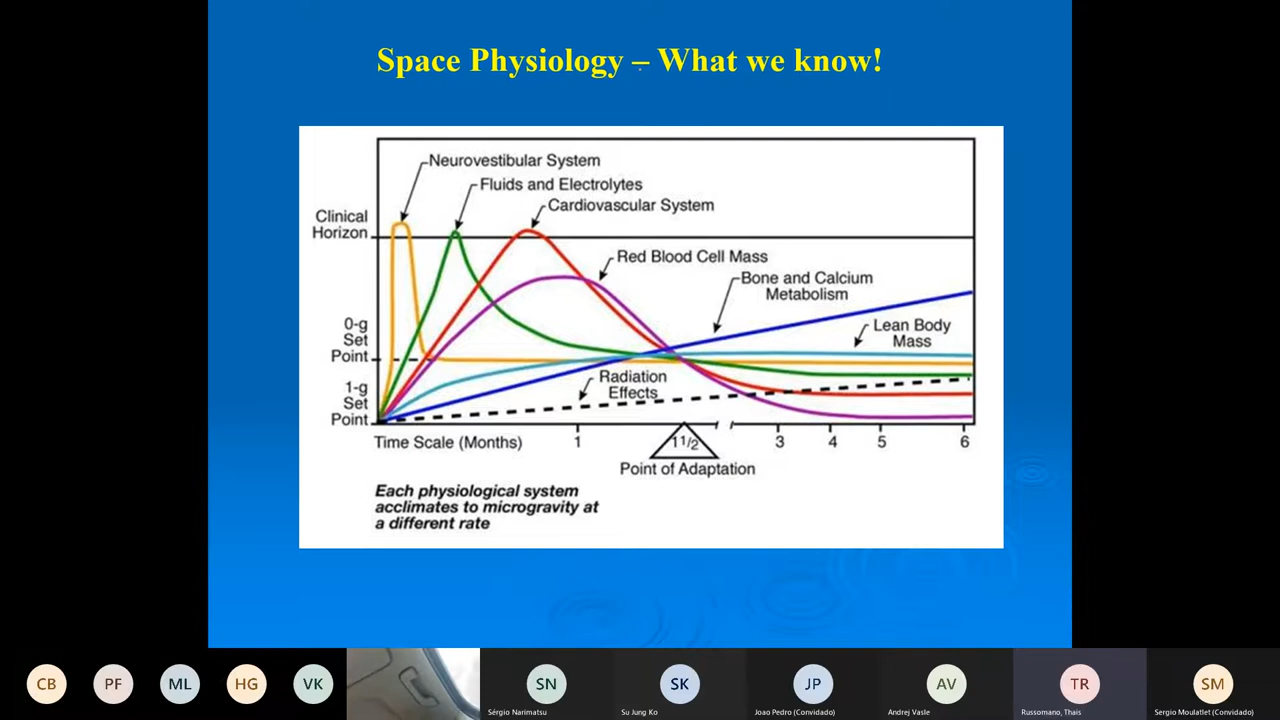 Space Physiology – What we know!
Neurovestibular System
Fluids and Electrolytes
Cardiovascular System
Clinical
Horizon
Red Blood Cell Mass
Bone and Calcium
Metabolism
0-g
Set
Point
Lean Body
Mass
Radiation
Effects
1-g
Set
Point
Time Scale (Months)
1
1 1/2
3
4
5
6
Point of Adaptation
Each physiological system
acclimates to microgravity at
a different rate
CB
PF
ML
HG
VK
SN
SK
JP
AV
TR
SM
Sérgio Narimatsu
Su Jung Ko
Joao Pedro (Convidado)
Andrej Vasle
Russomano, Thais
Sergio Moulatlet (Convidado)